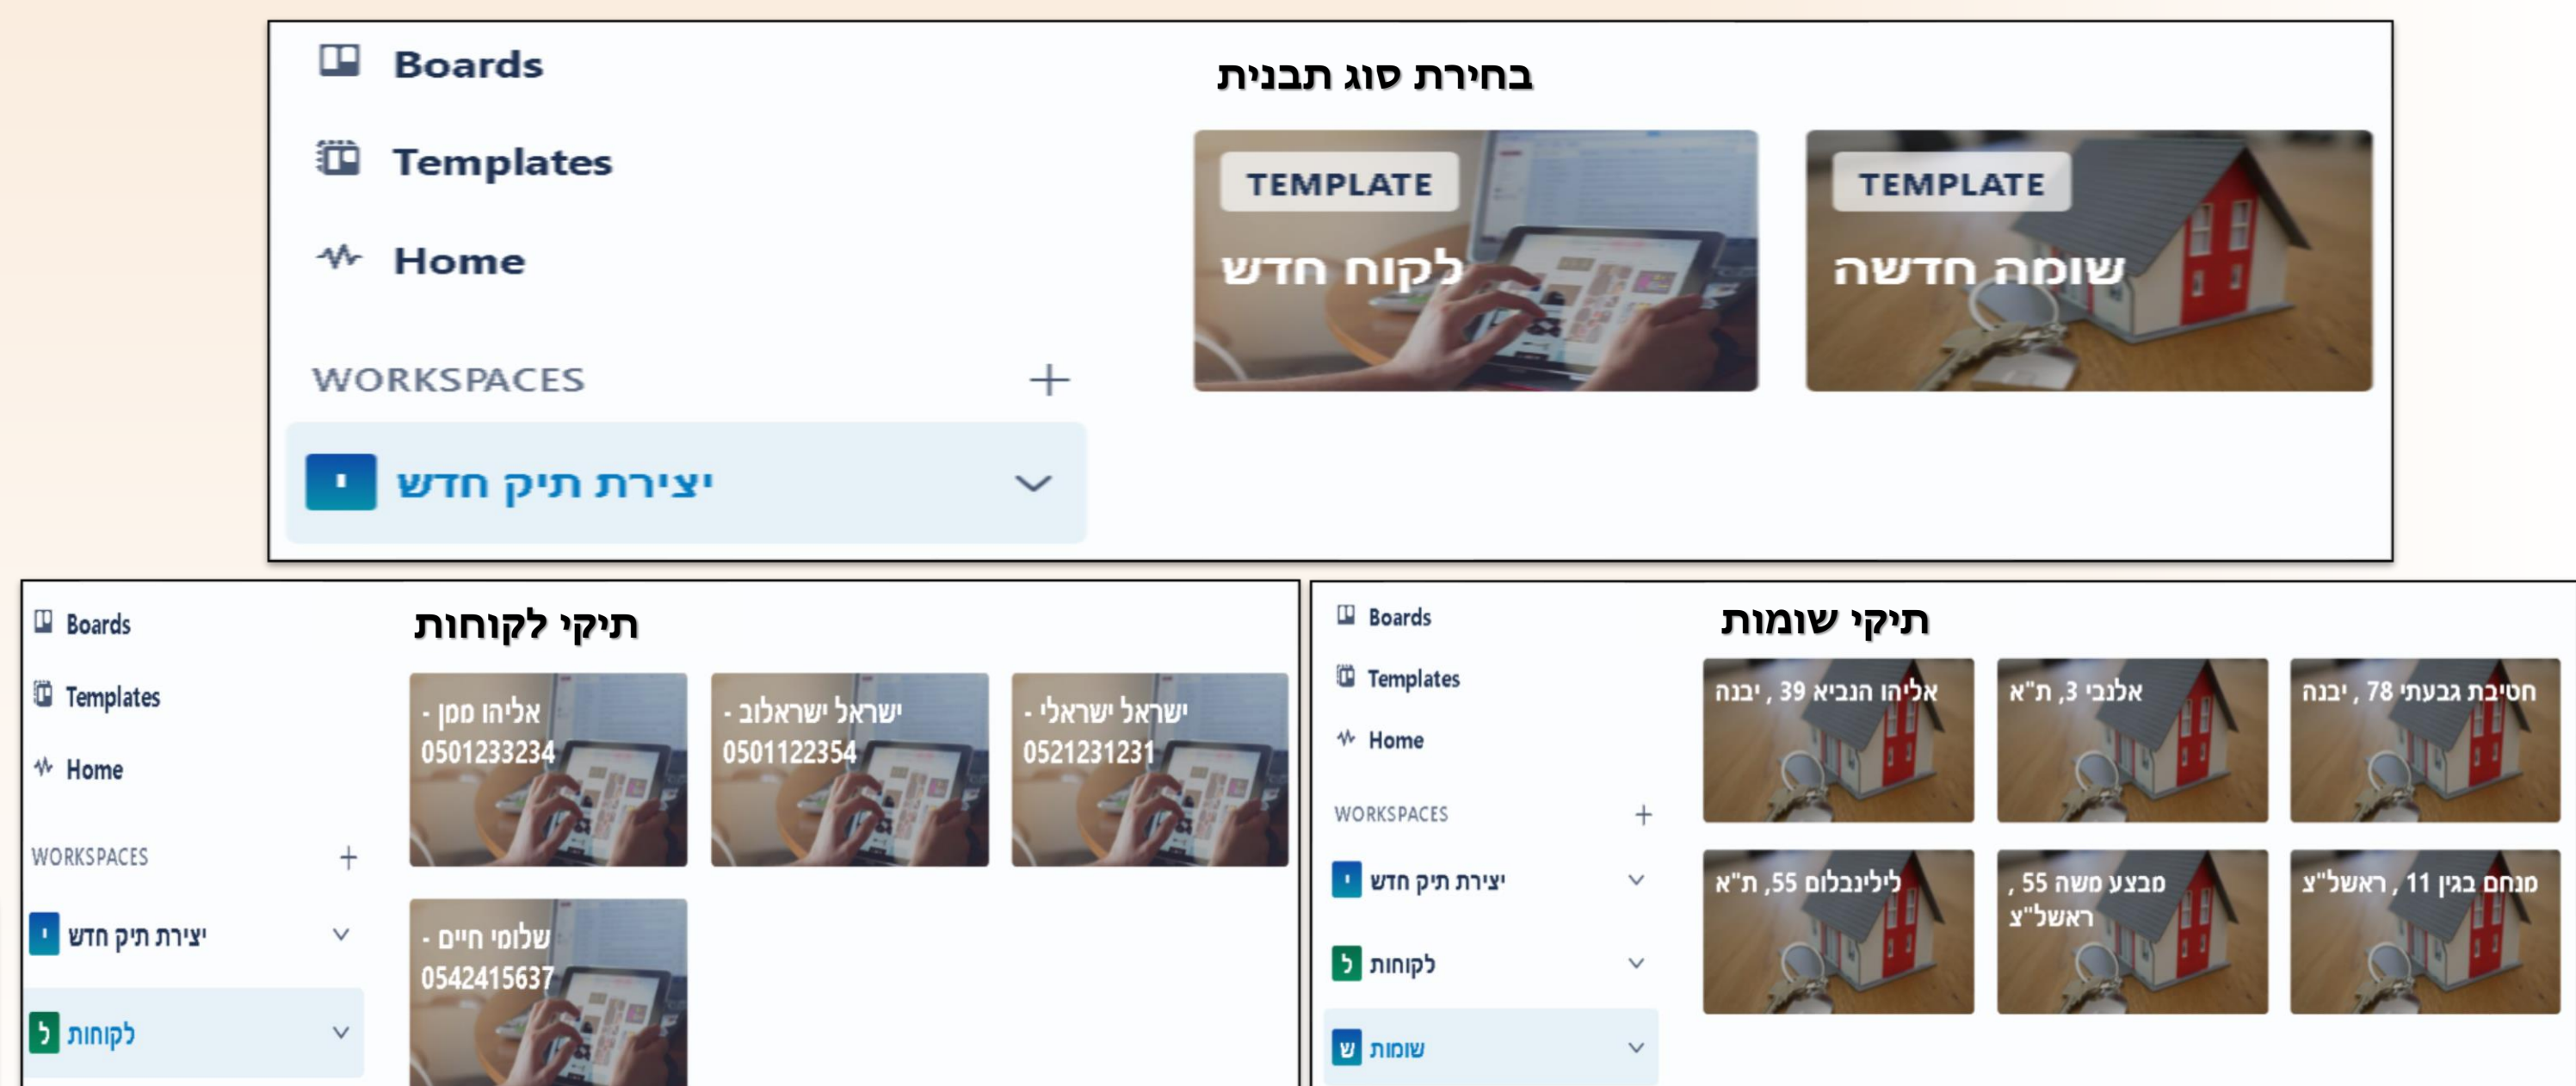 Boards
Templates
Home
WORKSPACES
י יצירת תיק חדש
בחירת סוג תבנית
TEMPLATE
לקוח חדש
TEMPLATE
שומה חדשה
Boards
Templates
Home
WORKSPACES
י יצירת תיק חדש
ל לקוחות
תיקי לקוחות
אליהו ממן -
0501233234
ישראל ישראלוב -
0501122354
ישראל ישראלי -
0521231231
שלומי חיים -
0542415637
Boards
Templates
Home
WORKSPACES
י יצירת תיק חדש
ל לקוחות
ש שומות
תיקי שומות
אליהו הנביא 39 , יבנה
אלנבי 3, ת"א
חטיבת גבעתי 78 , יבנה
לילינבלום 55, ת"א
מבצע משה 55 ,
ראשל"צ
מנחם בגין 11 , ראשל"צ